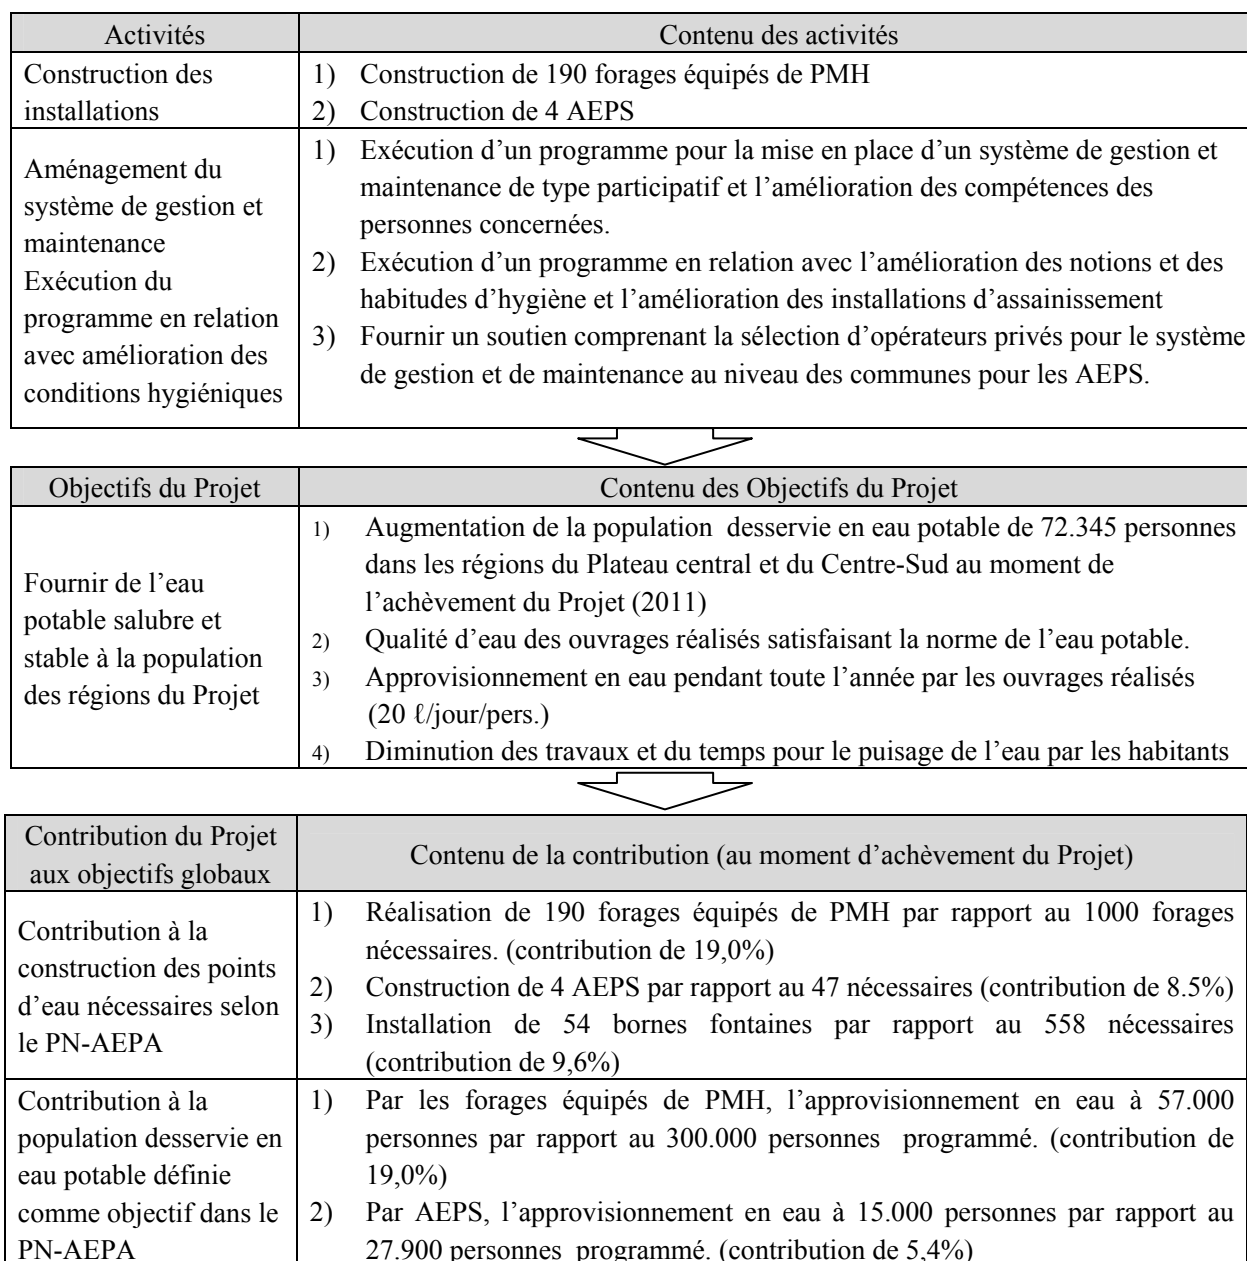 Activités
Contenu des activités
Construction des
installations
1) Construction de 190 forages équipés de PMH
2) Construction de 4 AEPS
Aménagement du
système de gestion et
maintenance
Exécution du
programme en relation
avec amélioration des
conditions hygiéniques
1) Exécution d’un programme pour la mise en place d’un système de gestion et
maintenance de type participatif et l’amélioration des compétences des
personnes concernées.
2) Exécution d’un programme en relation avec l’amélioration des notions et des
habitudes d’hygiène et l’amélioration des installations d’assainissement
3) Fournir un soutien comprenant la sélection d’opérateurs privés pour le système
de gestion et de maintenance au niveau des communes pour les AEPS.
Objectifs du Projet
Contenu des Objectifs du Projet
Fournir de l’eau
potable salubre et
stable à la population
des régions du Projet
1) Augmentation de la population desservie en eau potable de 72.345 personnes
dans les régions du Plateau central et du Centre-Sud au moment de
l’achèvement du Projet (2011)
2) Qualité d’eau des ouvrages réalisés satisfaisant la norme de l’eau potable.
3) Approvisionnement en eau pendant toute l’année par les ouvrages réalisés
(20 ℓ/jour/pers.)
4) Diminution des travaux et du temps pour le puisage de l’eau par les habitants
Contribution du Projet
aux objectifs globaux
Contenu de la contribution (au moment d’achèvement du Projet)
Contribution à la
construction des points
d’eau nécessaires selon
le PN-AEPA
1) Réalisation de 190 forages équipés de PMH par rapport au 1000 forages
nécessaires. (contribution de 19,0%)
2) Construction de 4 AEPS par rapport au 47 nécessaires (contribution de 8.5%)
3) Installation de 54 bornes fontaines par rapport au 558 nécessaires
(contribution de 9,6%)
Contribution à la
population desservie en
eau potable définie
comme objectif dans le
PN-AEPA
1) Par les forages équipés de PMH, l’approvisionnement en eau à 57.000
personnes par rapport au 300.000 personnes programmé. (contribution de
19,0%)
2) Par AEPS, l’approvisionnement en eau à 15.000 personnes par rapport au
27.900 personnes programmé. (contribution de 5,4%)